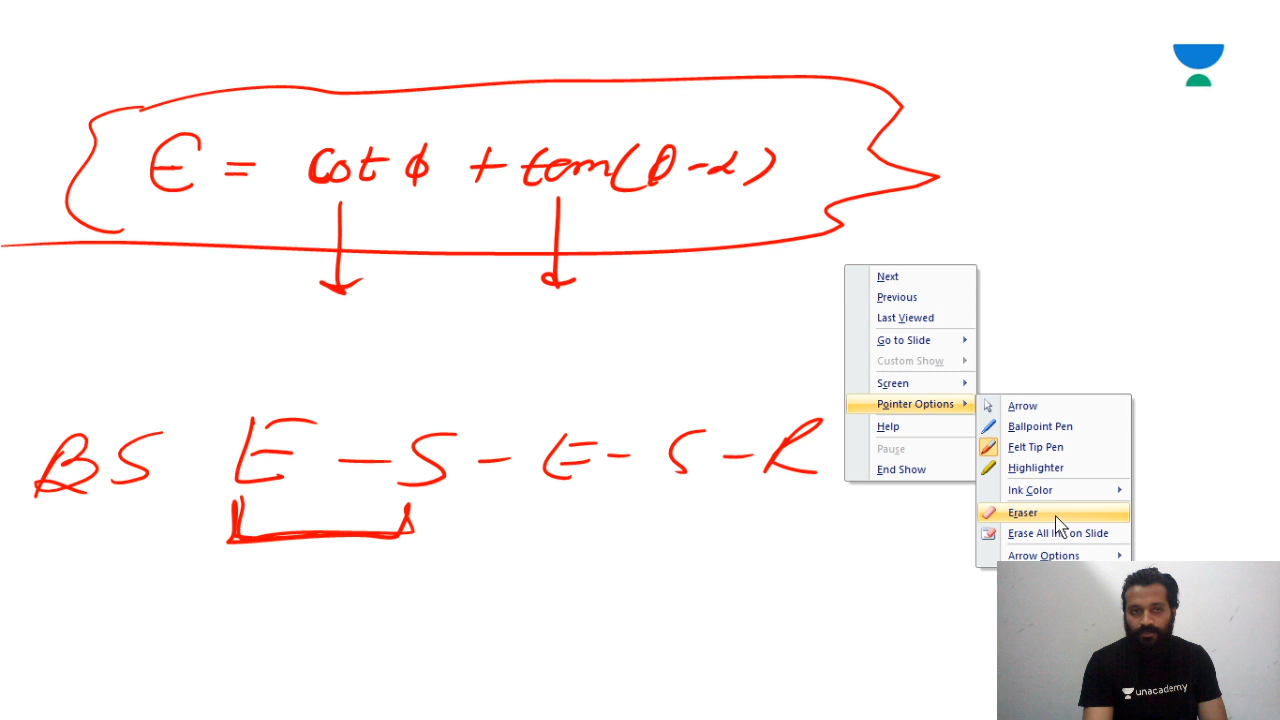 ϵ = cot ϕ + tan(ϕ-α)
BS E - S - E - S - R
Next
Previous
Last Viewed
Go to Slide
Custom Show
Screen
Pointer Options
Help
Pause
End Show
Arrow
Ballpoint Pen
Felt Tip Pen
Highlighter
Ink Color
Eraser
Erase All Ink on Slide
Arrow Options
unacademy